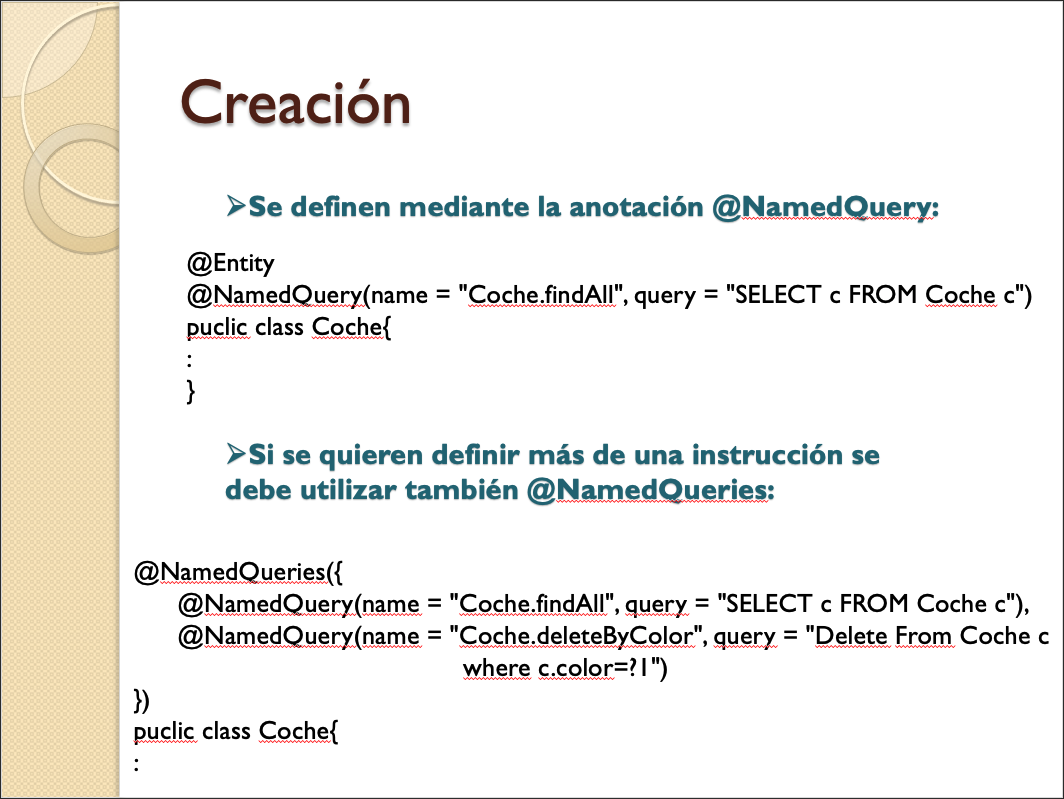 Creación
➢Se definen mediante la anotación @NamedQuery:
@Entity
@NamedQuery(name = "Coche.findAll", query = "SELECT c FROM Coche c")
puclic class Coche{
:
}
➢Si se quieren definir más de una instrucción se
debe utilizar también @NamedQueries:
@NamedQueries({
@NamedQuery(name = "Coche.findAll", query = "SELECT c FROM Coche c"),
@NamedQuery(name = "Coche.deleteByColor", query = "Delete From Coche c
where c.color=?1")
})
puclic class Coche{
: